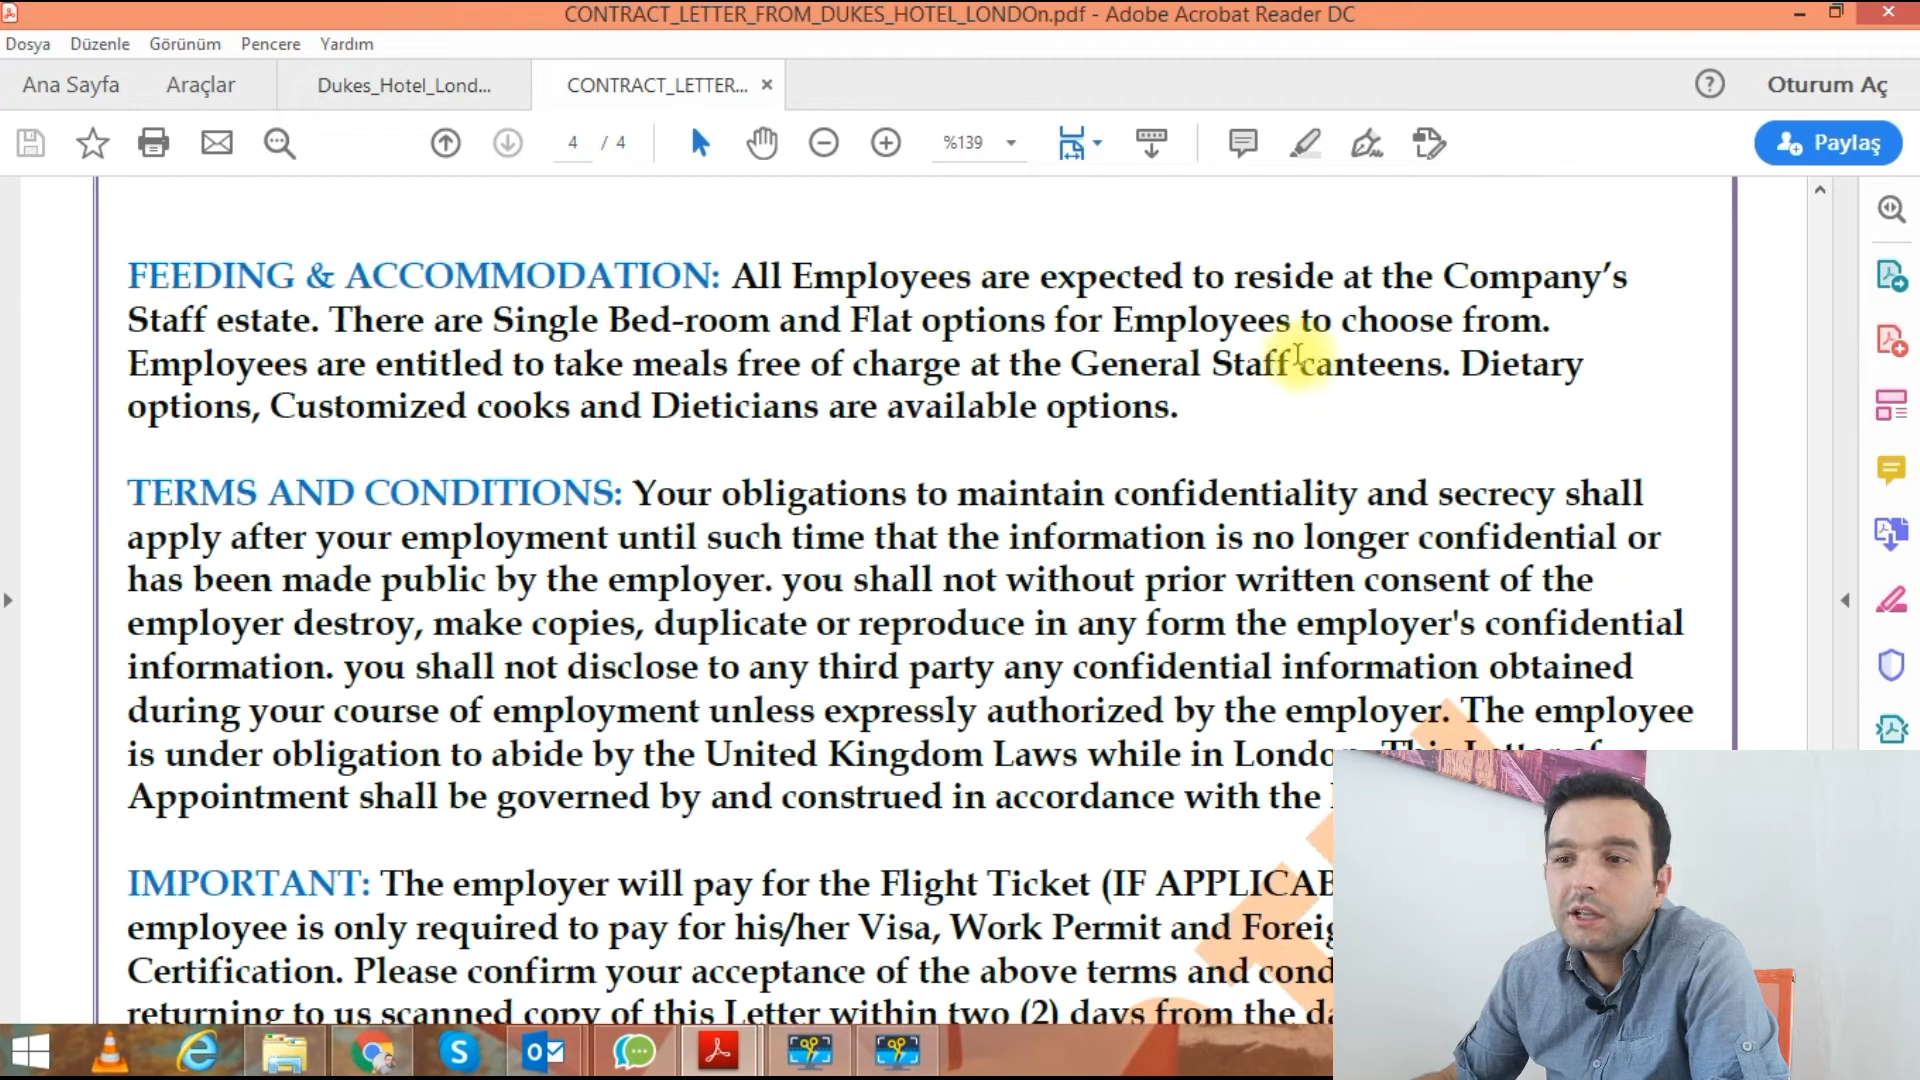 CONTRACT_LETTER_FROM_DUKES_HOTEL_LONDOn.pdf - Adobe Acrobat Reader DC
Dosya Düzenle Görünüm Pencere Yardım
Ana Sayfa Araçlar Dukes_Hotel_Lond... CONTRACT_LETTER... Oturum Aç
4 / 4 %139 Paylaş
FEEDING & ACCOMMODATION: All Employees are expected to reside at the Company’s
Staff estate. There are Single Bed-room and Flat options for Employees to choose from.
Employees are entitled to take meals free of charge at the General Staff canteens. Dietary
options, Customized cooks and Dieticians are available options.
TERMS AND CONDITIONS: Your obligations to maintain confidentiality and secrecy shall
apply after your employment until such time that the information is no longer confidential or
has been made public by the employer. you shall not without prior written consent of the
employer destroy, make copies, duplicate or reproduce in any form the employer's confidential
information. you shall not disclose to any third party any confidential information obtained
during your course of employment unless expressly authorized by the employer. The employee
is under obligation to abide by the United Kingdom Laws while in London. This Letter of
Appointment shall be governed by and construed in accordance with the
IMPORTANT: The employer will pay for the Flight Ticket (IF APPLICAB
employee is only required to pay for his/her Visa, Work Permit and Foreig
Certification. Please confirm your acceptance of the above terms and cond
returning to us scanned copy of this Letter within two (2) days from the da